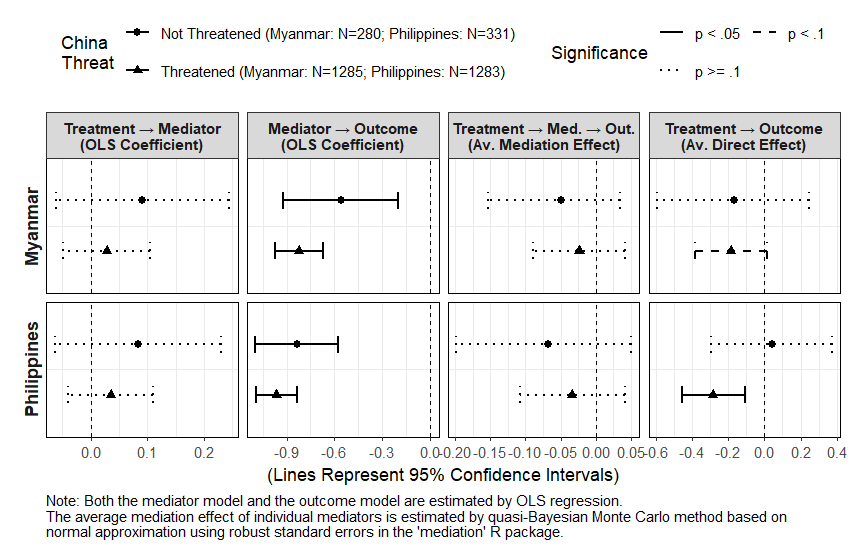 China
Threat
Not Threatened (Myanmar: N=280; Philippines: N=331)
Threatened (Myanmar: N=1285; Philippines: N=1283)
Significance
p < .05
p < .1
p >= .1
Treatment → Mediator
(OLS Coefficient)
Mediator → Outcome
(OLS Coefficient)
Treatment → Med. → Out.
(Av. Mediation Effect)
Treatment → Outcome
(Av. Direct Effect)
Myanmar
Philippines
0.0 0.1 0.2
-0.9 -0.6 -0.3 0.0
-0.20 -0.15 -0.10 -0.05 0.00 0.05
-0.6 -0.4 -0.2 0.0 0.2 0.4
(Lines Represent 95% Confidence Intervals)
Note: Both the mediator model and the outcome model are estimated by OLS regression.
The average mediation effect of individual mediators is estimated by quasi-Bayesian Monte Carlo method based on
normal approximation using robust standard errors in the 'mediation' R package.